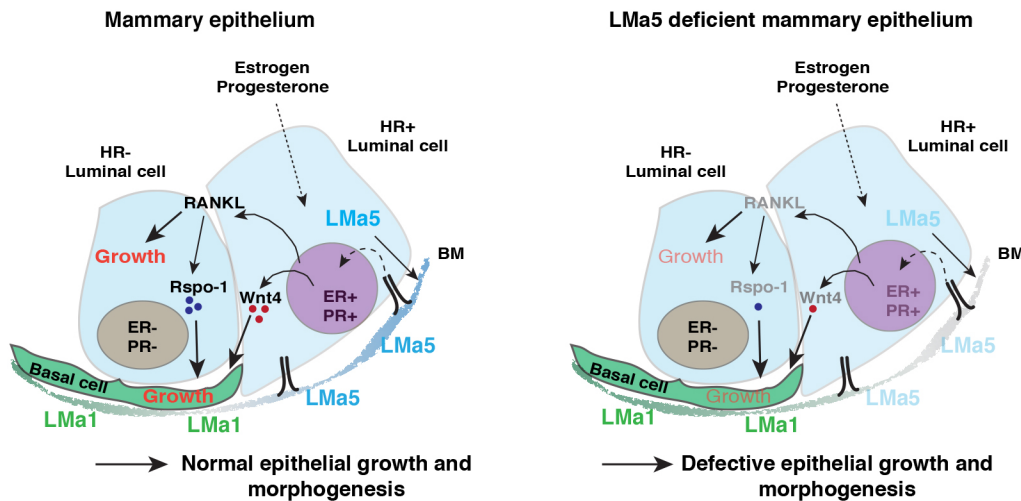 Mammary epithelium
Estrogen
Progesterone
HR+
Luminal cell
HR-
Luminal cell
RANKL
LMa5
Growth
BM
Rspo-1
Wnt4
ER+
PR+
ER-
PR-
LMa5
Basal cell
Growth
LMa5
LMa1
LMa1
Normal epithelial growth and
morphogenesis
LMa5 deficient mammary epithelium
Estrogen
Progesterone
HR+
Luminal cell
HR-
Luminal cell
RANKL
LMa5
Growth
BM
Rspo-1
Wnt4
ER+
PR+
ER-
PR-
LMa5
Basal cell
Growth
LMa5
LMa1
LMa1
Defective epithelial growth and
morphogenesis